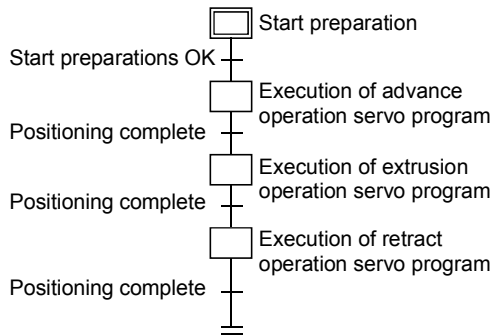 Start preparation
Start preparations OK
Execution of advance
operation servo program
Positioning complete
Execution of extrusion
operation servo program
Positioning complete
Execution of retract
operation servo program
Positioning complete